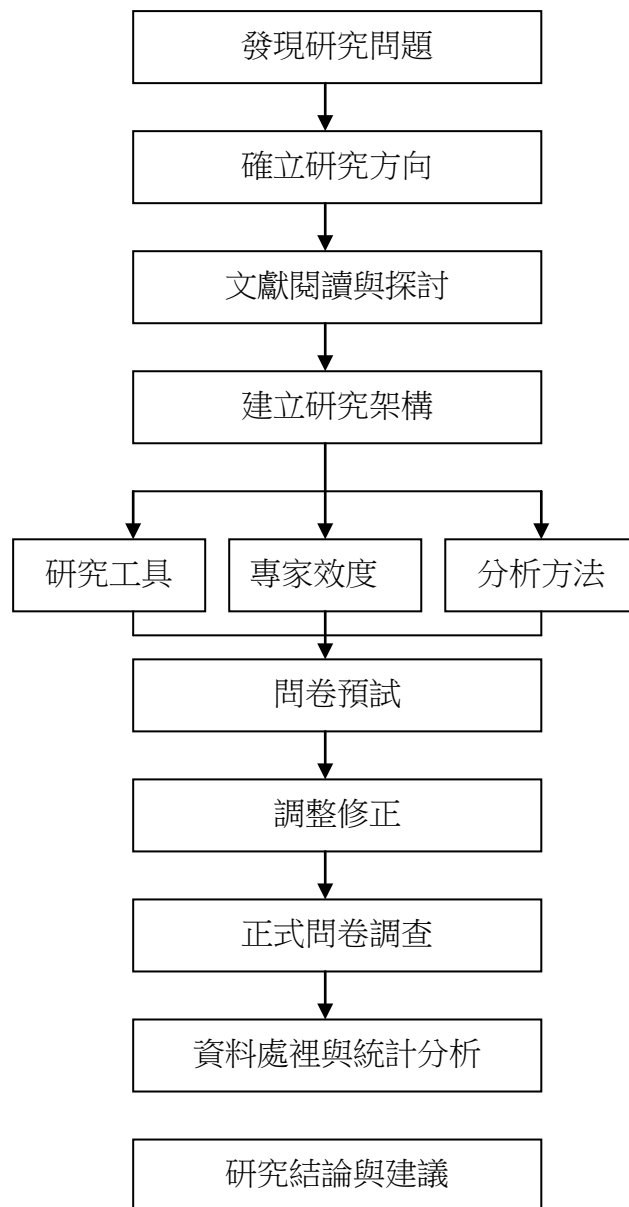 發現研究問題
確立研究方向
文獻閱讀與探討
建立研究架構
研究工具
專家效度
分析方法
問卷預試
調整修正
正式問卷調查
資料處裡與統計分析
研究結論與建議